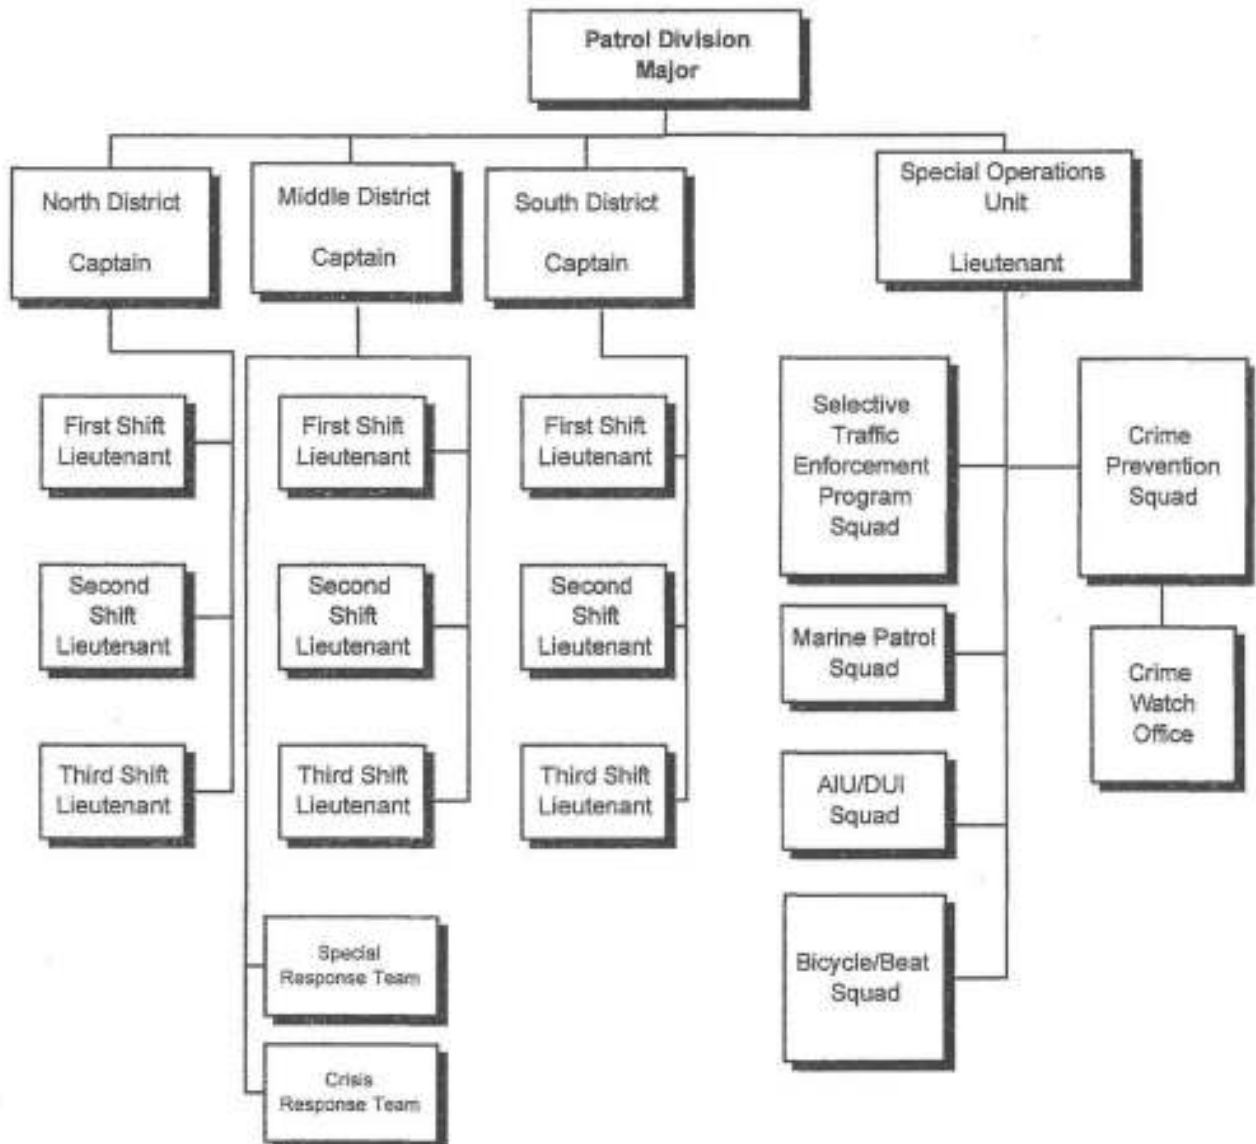 Patrol Division
Major
North District
Captain
Middle District
Captain
South District
Captain
Special Operations
Unit
Lieutenant
First Shift
Lieutenant
Second
Shift
Lieutenant
Third Shift
Lieutenant
First Shift
Lieutenant
Second
Shift
Lieutenant
Third Shift
Lieutenant
Special
Response Team
Crisis
Response Team
First Shift
Lieutenant
Second
Shift
Lieutenant
Third Shift
Lieutenant
Selective
Traffic
Enforcement
Program
Squad
Marine Patrol
Squad
AIU/DUI
Squad
Bicycle/Beat
Squad
Crime
Prevention
Squad
Crime
Watch
Office